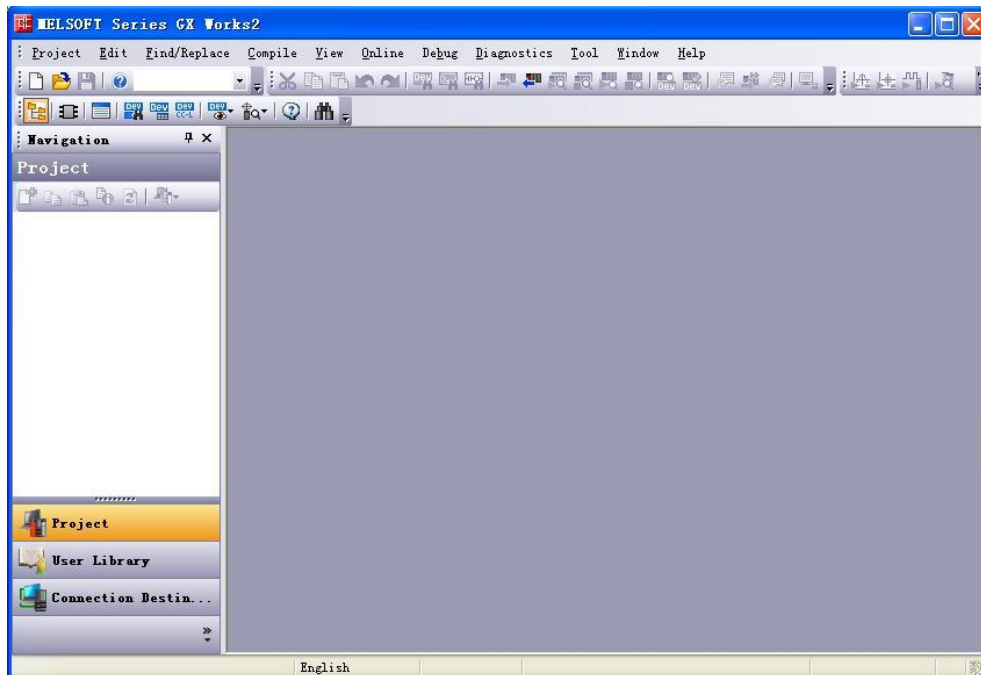 MELSOFT Series GX Works2
Project Edit Find/Replace Compile View Online Debug Diagnostics Tool Window Help
Navigation
Project
Project
User Library
Connection Destin...
English